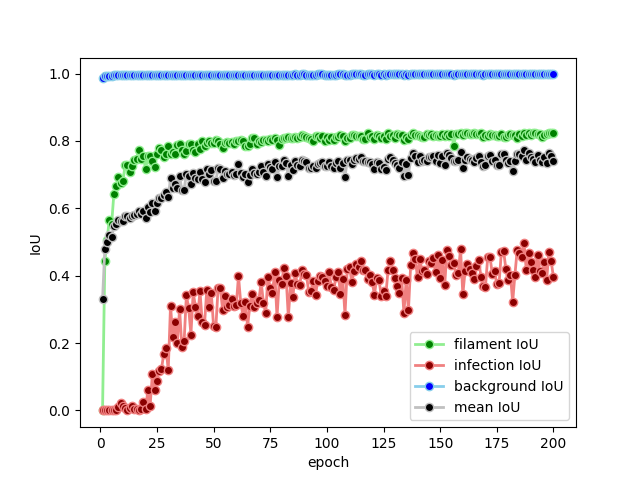 1.0
0.8
0.6
0.4
0.2
0.0
IoU
filament IoU
infection IoU
background IoU
mean IoU
0 25 50 75 100 125 150 175 200
epoch